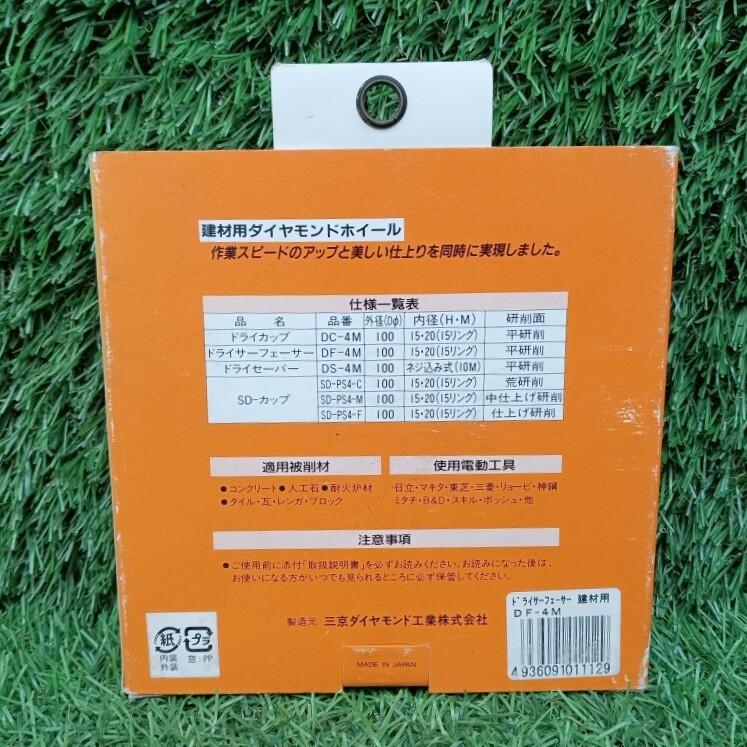 建材用ダイヤモンドホイール
作業スピードのアップと美しい仕上りを同時に実現しました。
仕様一覧表
品名 品番 外径(Dφ) 内径(H・M) 研削面
ドライカップ DC-4M 100 15・20(15リング) 平研削
ドライサーフェーサー DF-4M 100 15・20(15リング) 平研削
ドライセーバー DS-4M 100 ネジ込み式(10M) 平研削
SD-カップ SD-PS4-C 100 15・20(15リング) 荒研削
SD-PS4-M 100 15・20(15リング) 中仕上げ研削
SD-PS4-F 100 15・20(15リング) 仕上げ研削
適用被削材
●コンクリート●人工石●耐火炉材
●タイル・瓦・レンガ・ブロック
使用電動工具
日立・マキタ・東芝・三菱・リョービ・神鋼
ミタチ・B&D・スキル・ボッシュ・他
注意事項
●ご使用前に添付「取扱説明書」を必ずお読みください。お読みになった後は、
お使いになる方がいつでも見られるところに必ず保管してください。
製造元 三京ダイヤモンド工業株式会社
MADE IN JAPAN
紙
内装
外装
プラ
窓:PP
ドライサーフェーサー 建材用
DF-4M
4936091011129